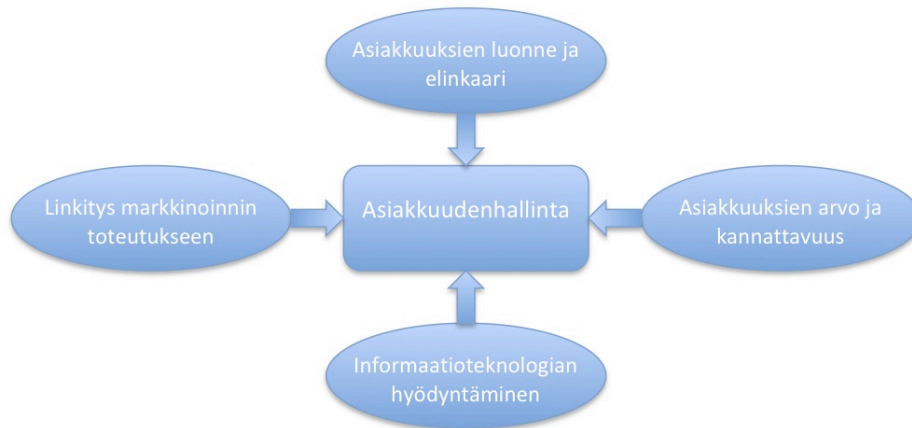 Asiakkuuksien luonne ja
elinkaari
Linkitys markkinoinnin
toteutukseen
Asiakkuudenhallinta
Asiakkuuksien arvo ja
kannattavuus
Informaatioteknologian
hyödyntäminen